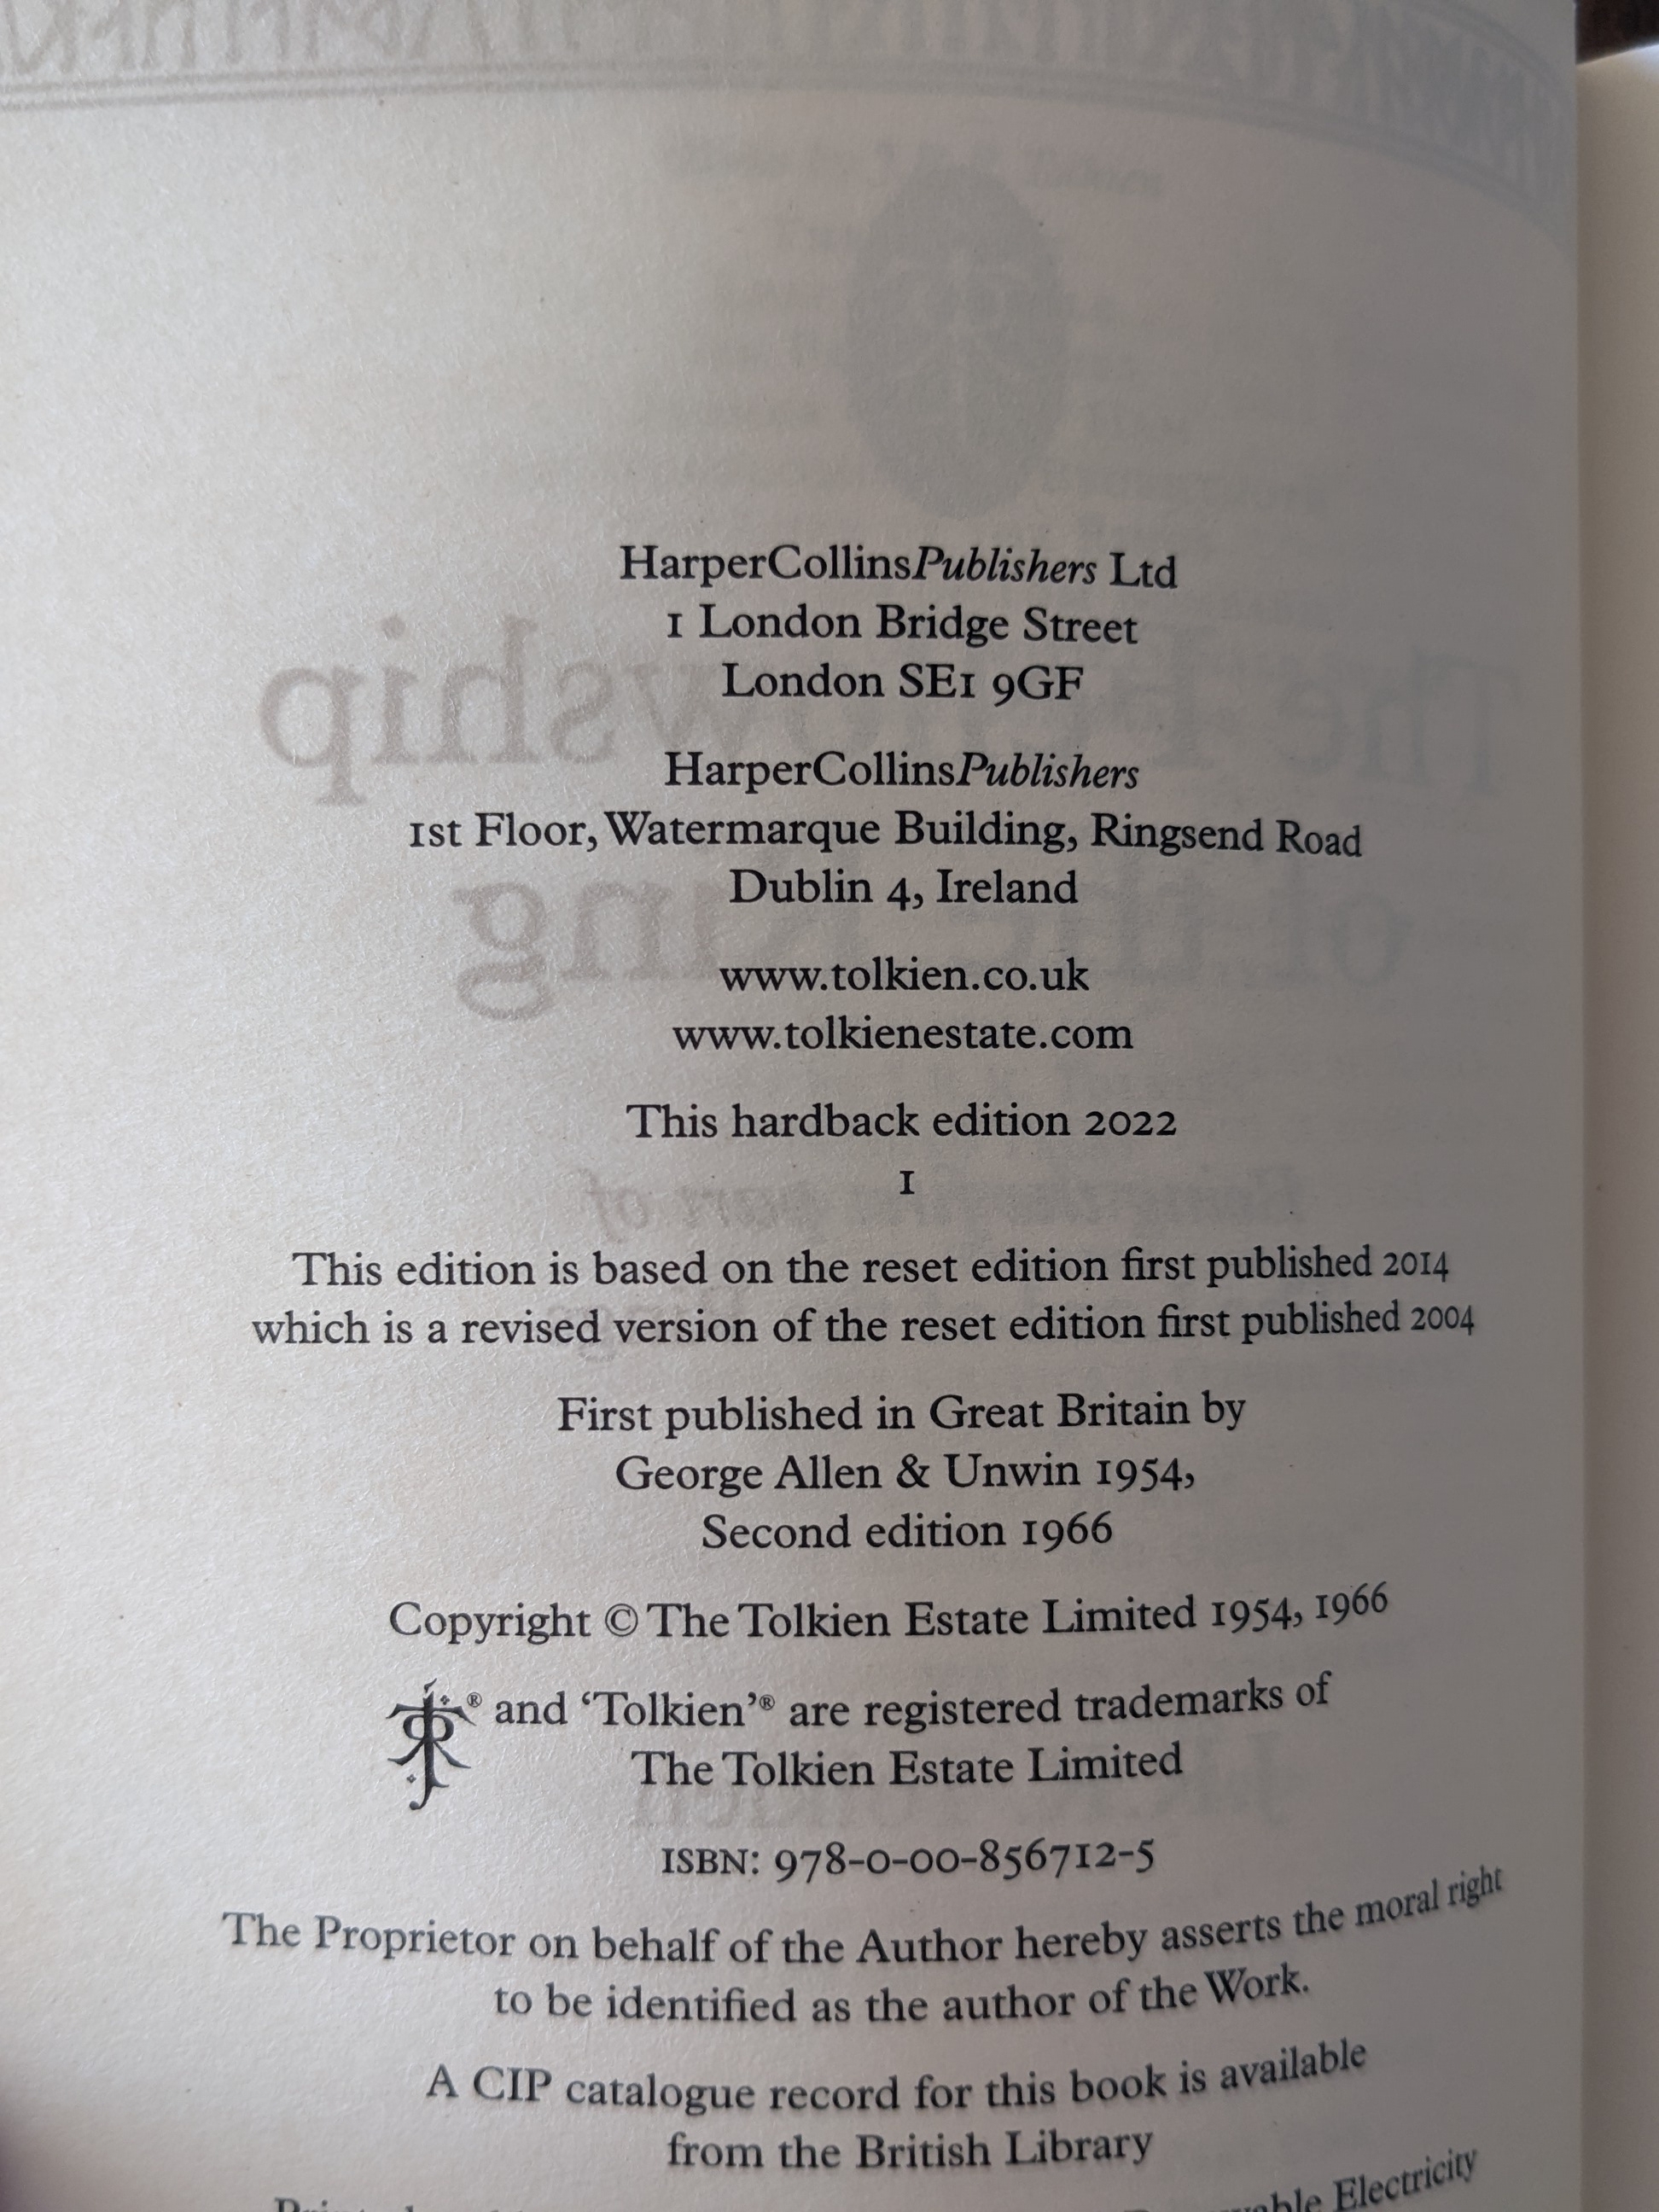 HarperCollinsPublishers Ltd
1 London Bridge Street
London SE1 9GF
HarperCollinsPublishers
1st Floor, Watermarque Building, Ringsend Road
Dublin 4, Ireland
www.tolkien.co.uk
www.tolkienestate.com
This hardback edition 2022
1
This edition is based on the reset edition first published 2014
which is a revised version of the reset edition first published 2004
First published in Great Britain by
George Allen & Unwin 1954,
Second edition 1966
Copyright © The Tolkien Estate Limited 1954, 1966
® and ‘Tolkien’® are registered trademarks of
The Tolkien Estate Limited
ISBN: 978-0-00-856712-5
The Proprietor on behalf of the Author hereby asserts the moral right
to be identified as the author of the Work.
A CIP catalogue record for this book is available
from the British Library
Electricity